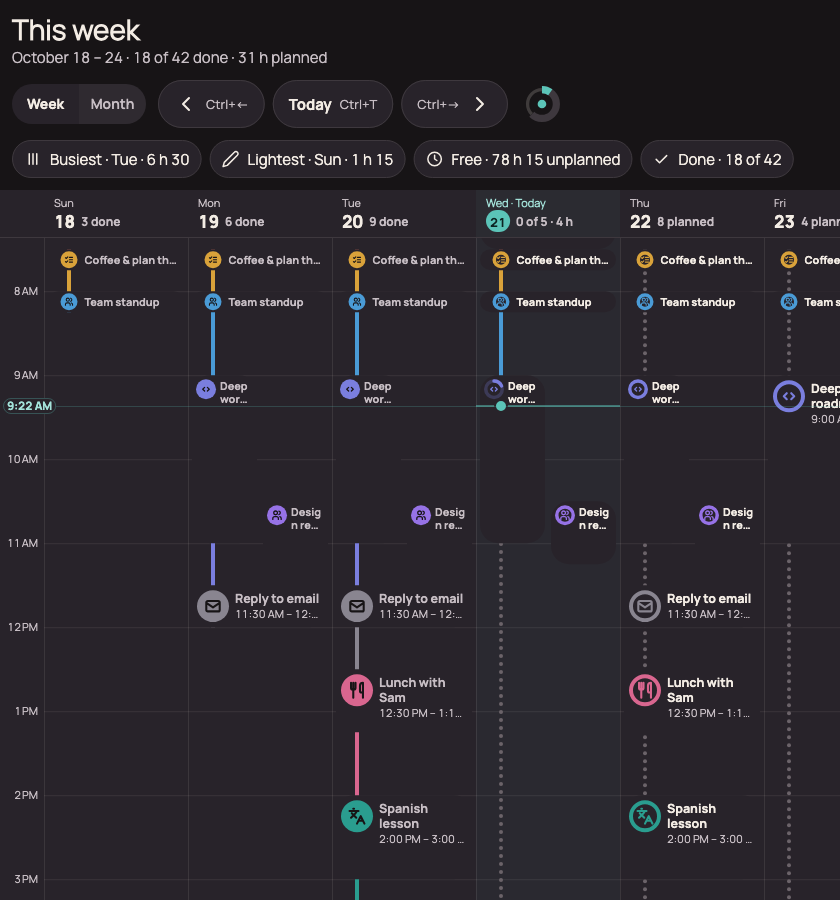 This week
October 18 – 24 · 18 of 42 done · 31 h planned
Week Month Ctrl+← Today Ctrl+T Ctrl+→
Busiest · Tue · 6 h 30 Lightest · Sun · 1 h 15 Free · 78 h 15 unplanned Done · 18 of 42
Sun Mon Tue Wed · Today Thu Fri
18 3 done 19 6 done 20 9 done 21 0 of 5 · 4 h 22 8 planned 23 4 plann
Coffee & plan th... Coffee & plan th... Coffee & plan th... Coffee & plan th... Coffee & plan th... Coffee
8 AM
Team standup Team standup Team standup Team standup Team standup Team s
9 AM
Deep Deep Deep Deep Deep
wor... wor... wor... wor... roadr
9:22 AM
9:00 A
10 AM
Desig Desig Desig Desig
n re... n re... n re... n re...
11 AM
Reply to email Reply to email Reply to email
11:30 AM – 12:... 11:30 AM – 12:... 11:30 AM – 12:...
12 PM
Lunch with Lunch with
Sam Sam
12:30 PM – 1:1... 12:30 PM – 1:1...
1 PM
2 PM
Spanish Spanish
lesson lesson
2:00 PM – 3:00 ... 2:00 PM – 3:00 ...
3 PM